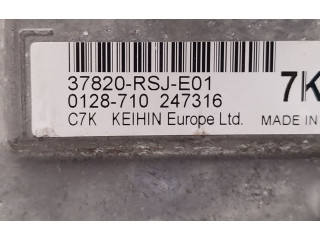 37820-RSJ-E01
7K
0128-710 247316
C7K KEIHIN Europe Ltd. MADE IN